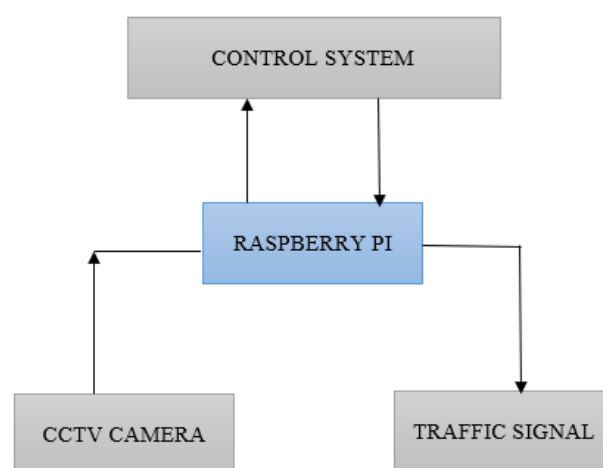 CONTROL SYSTEM
RASPBERRY PI
CCTV CAMERA
TRAFFIC SIGNAL